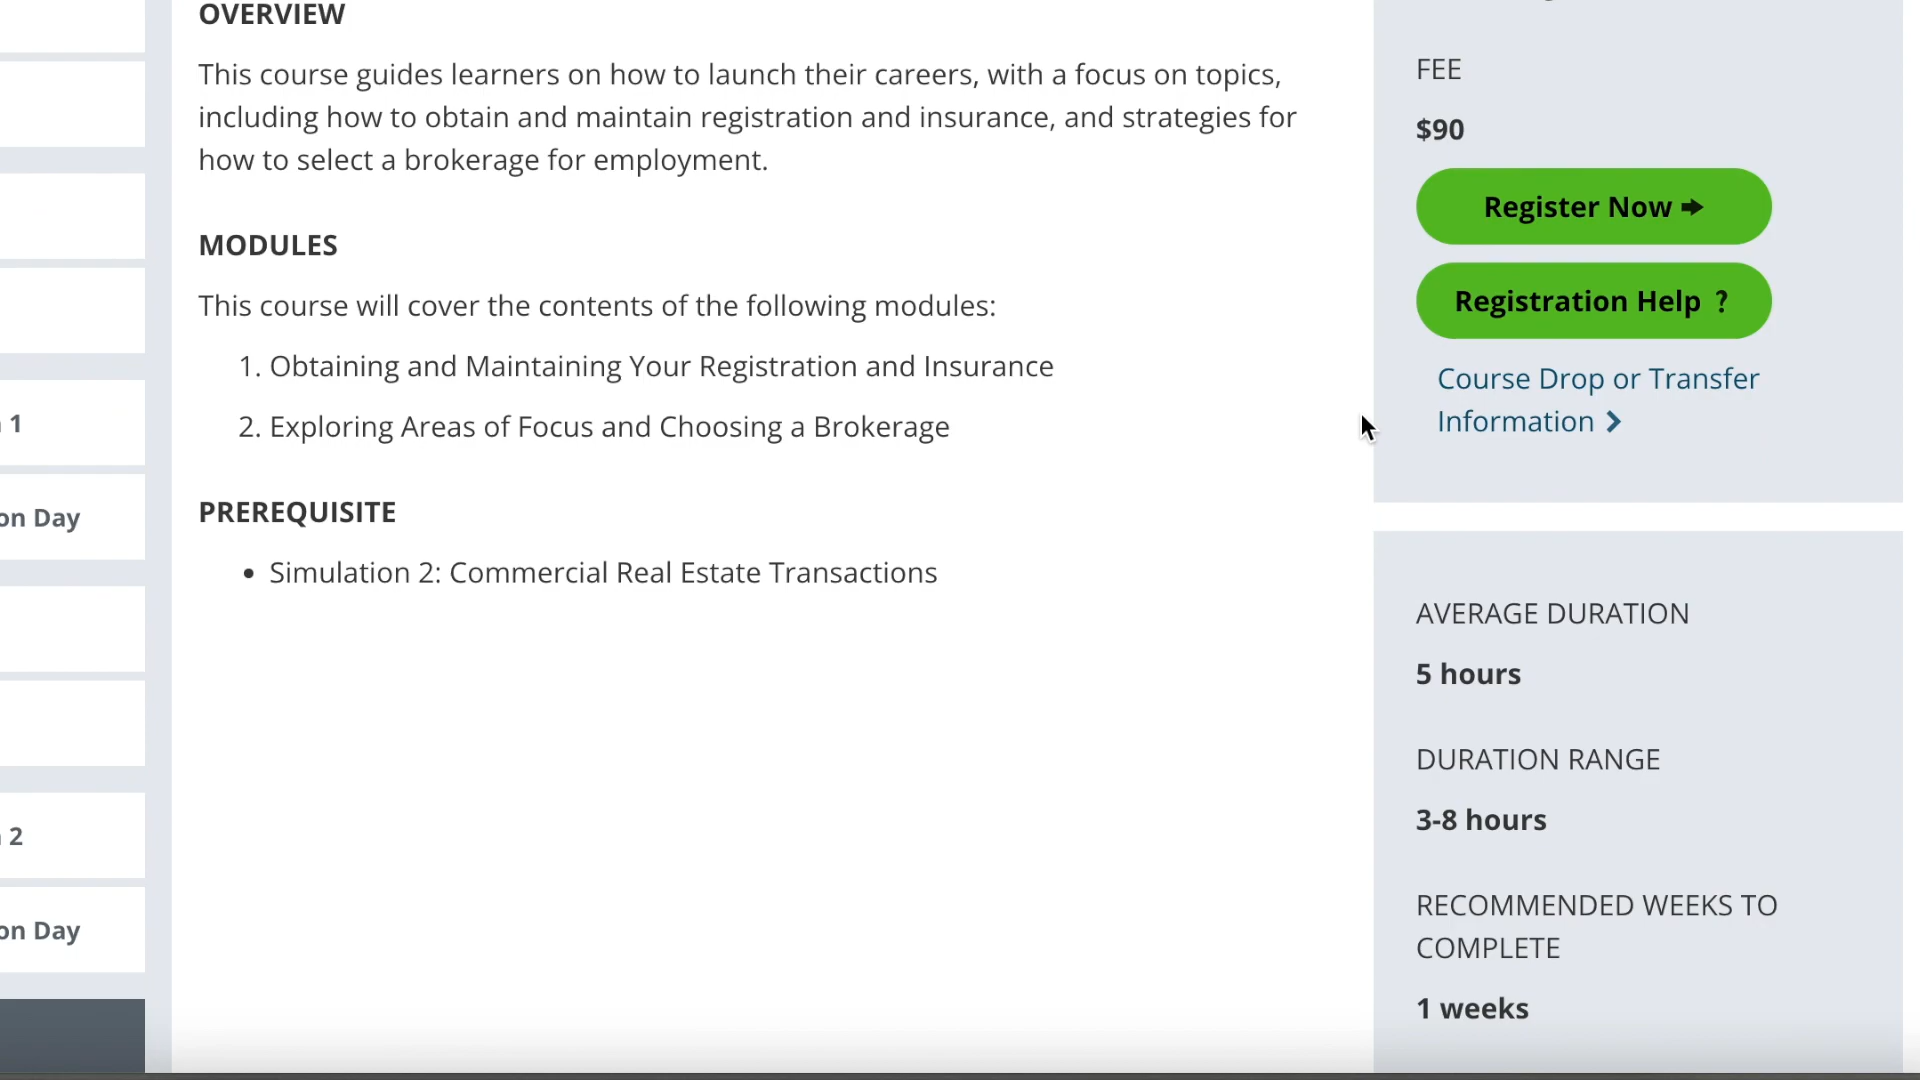 OVERVIEW
This course guides learners on how to launch their careers, with a focus on topics,
including how to obtain and maintain registration and insurance, and strategies for
how to select a brokerage for employment.
MODULES
This course will cover the contents of the following modules:
1. Obtaining and Maintaining Your Registration and Insurance
2. Exploring Areas of Focus and Choosing a Brokerage
PREREQUISITE
• Simulation 2: Commercial Real Estate Transactions
FEE
$90
Register Now
Registration Help ?
Course Drop or Transfer
Information
AVERAGE DURATION
5 hours
DURATION RANGE
3-8 hours
RECOMMENDED WEEKS TO
COMPLETE
1 weeks
1
on Day
2
on Day